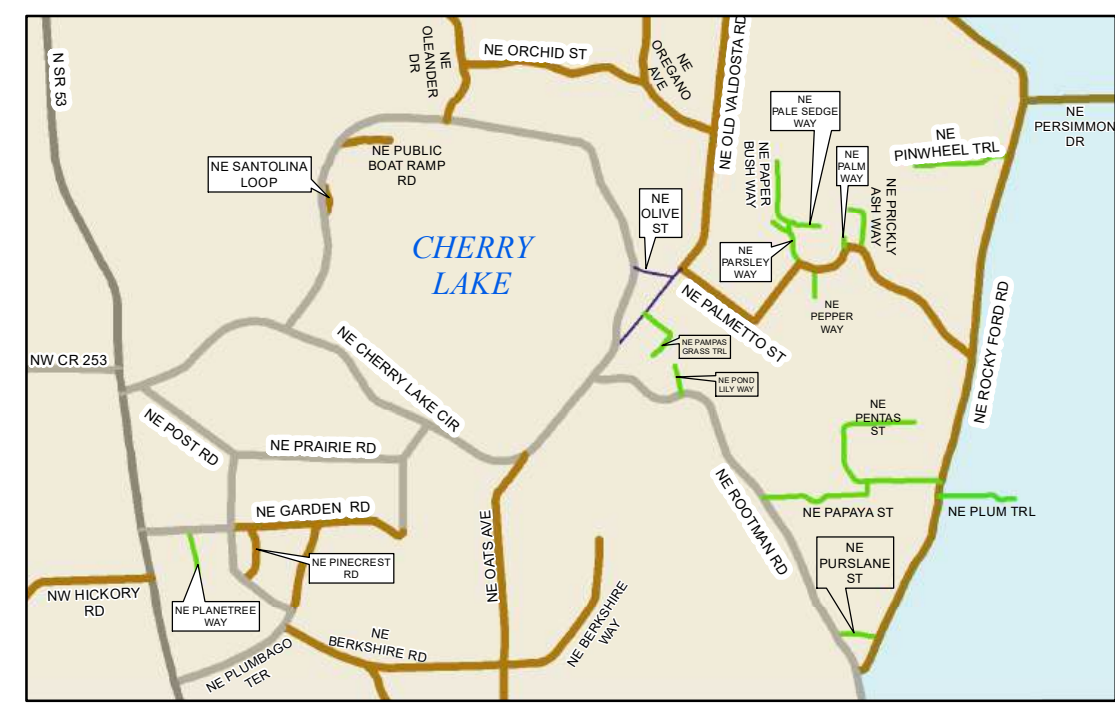 N SR 53
NE
OLEANDER
DR
NE ORCHID ST
NE
OREGANO
AVE
NE OLD VALDOSTA RD
NE
PALE SEDGE
WAY
NE
PERSIMMON
DR
NE
PINWHEEL TRL
NE PUBLIC
BOAT RAMP
RD
NE SANTOLINA
LOOP
NE PAPER
BUSH WAY
NE
PALM
WAY
NE PRICKLY
ASH WAY
NE
OLIVE
ST
CHERRY
LAKE
NE
PARSLEY
WAY
NE
PEPPER
WAY
NE PALMETTO ST
NE ROCKY FORD RD
NE PAMPAS
GRASS TRL
NE POND
LILY WAY
NW CR 253
NE CHERRY LAKE CIR
NE POST RD
NE PRAIRIE RD
NE
PENTAS
ST
NE ROOTMAN RD
NE PAPAYA ST
NE PLUM TRL
NE GARDEN  RD
NE OATS AVE
NE PINECREST
RD
NE
PURSLANE
ST
NW HICKORY
RD
NE PLANETREE
WAY
NE
BERKSHIRE RD
NE BERKSHIRE
WAY
NE PLUMBAGO
TER